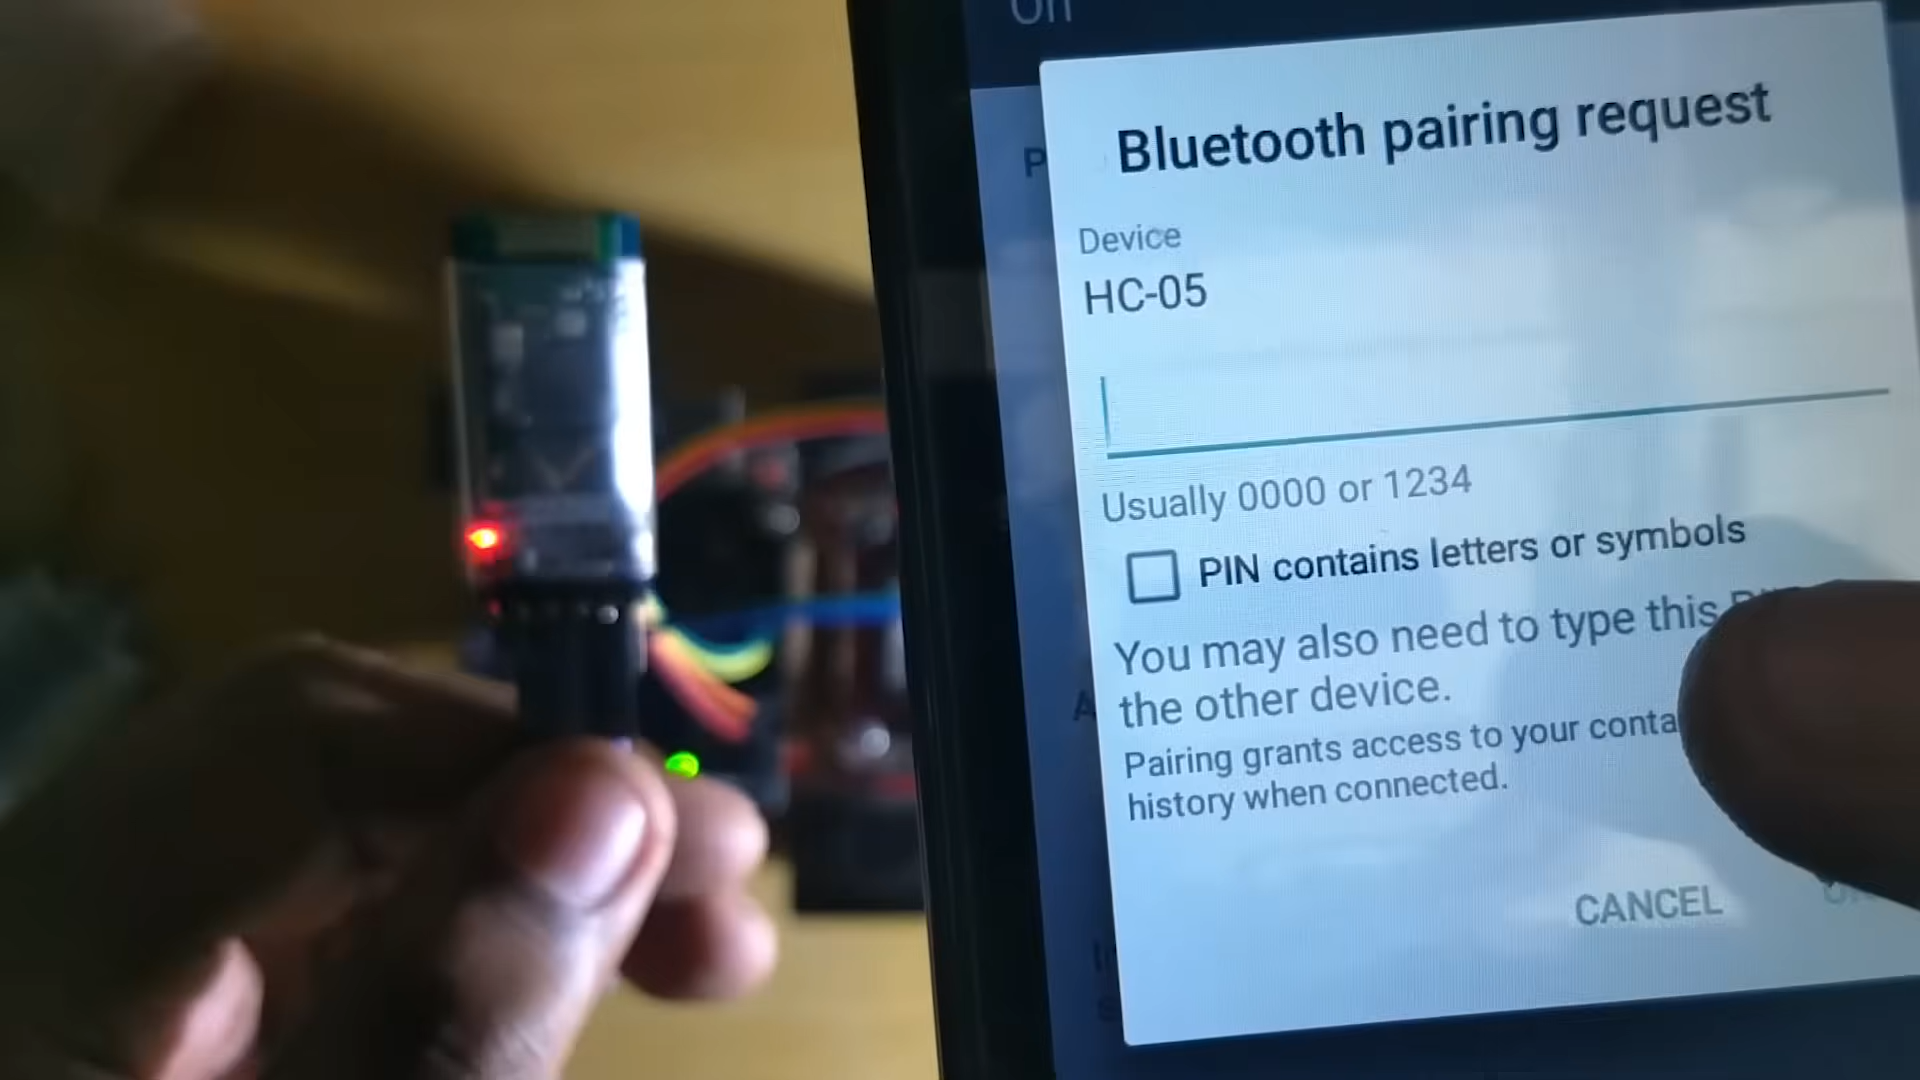 On
Bluetooth pairing request
Device
HC-05
Usually 0000 or 1234
PIN contains letters or symbols
You may also need to type this
the other device.
Pairing grants access to your
history when connected.
CANCEL